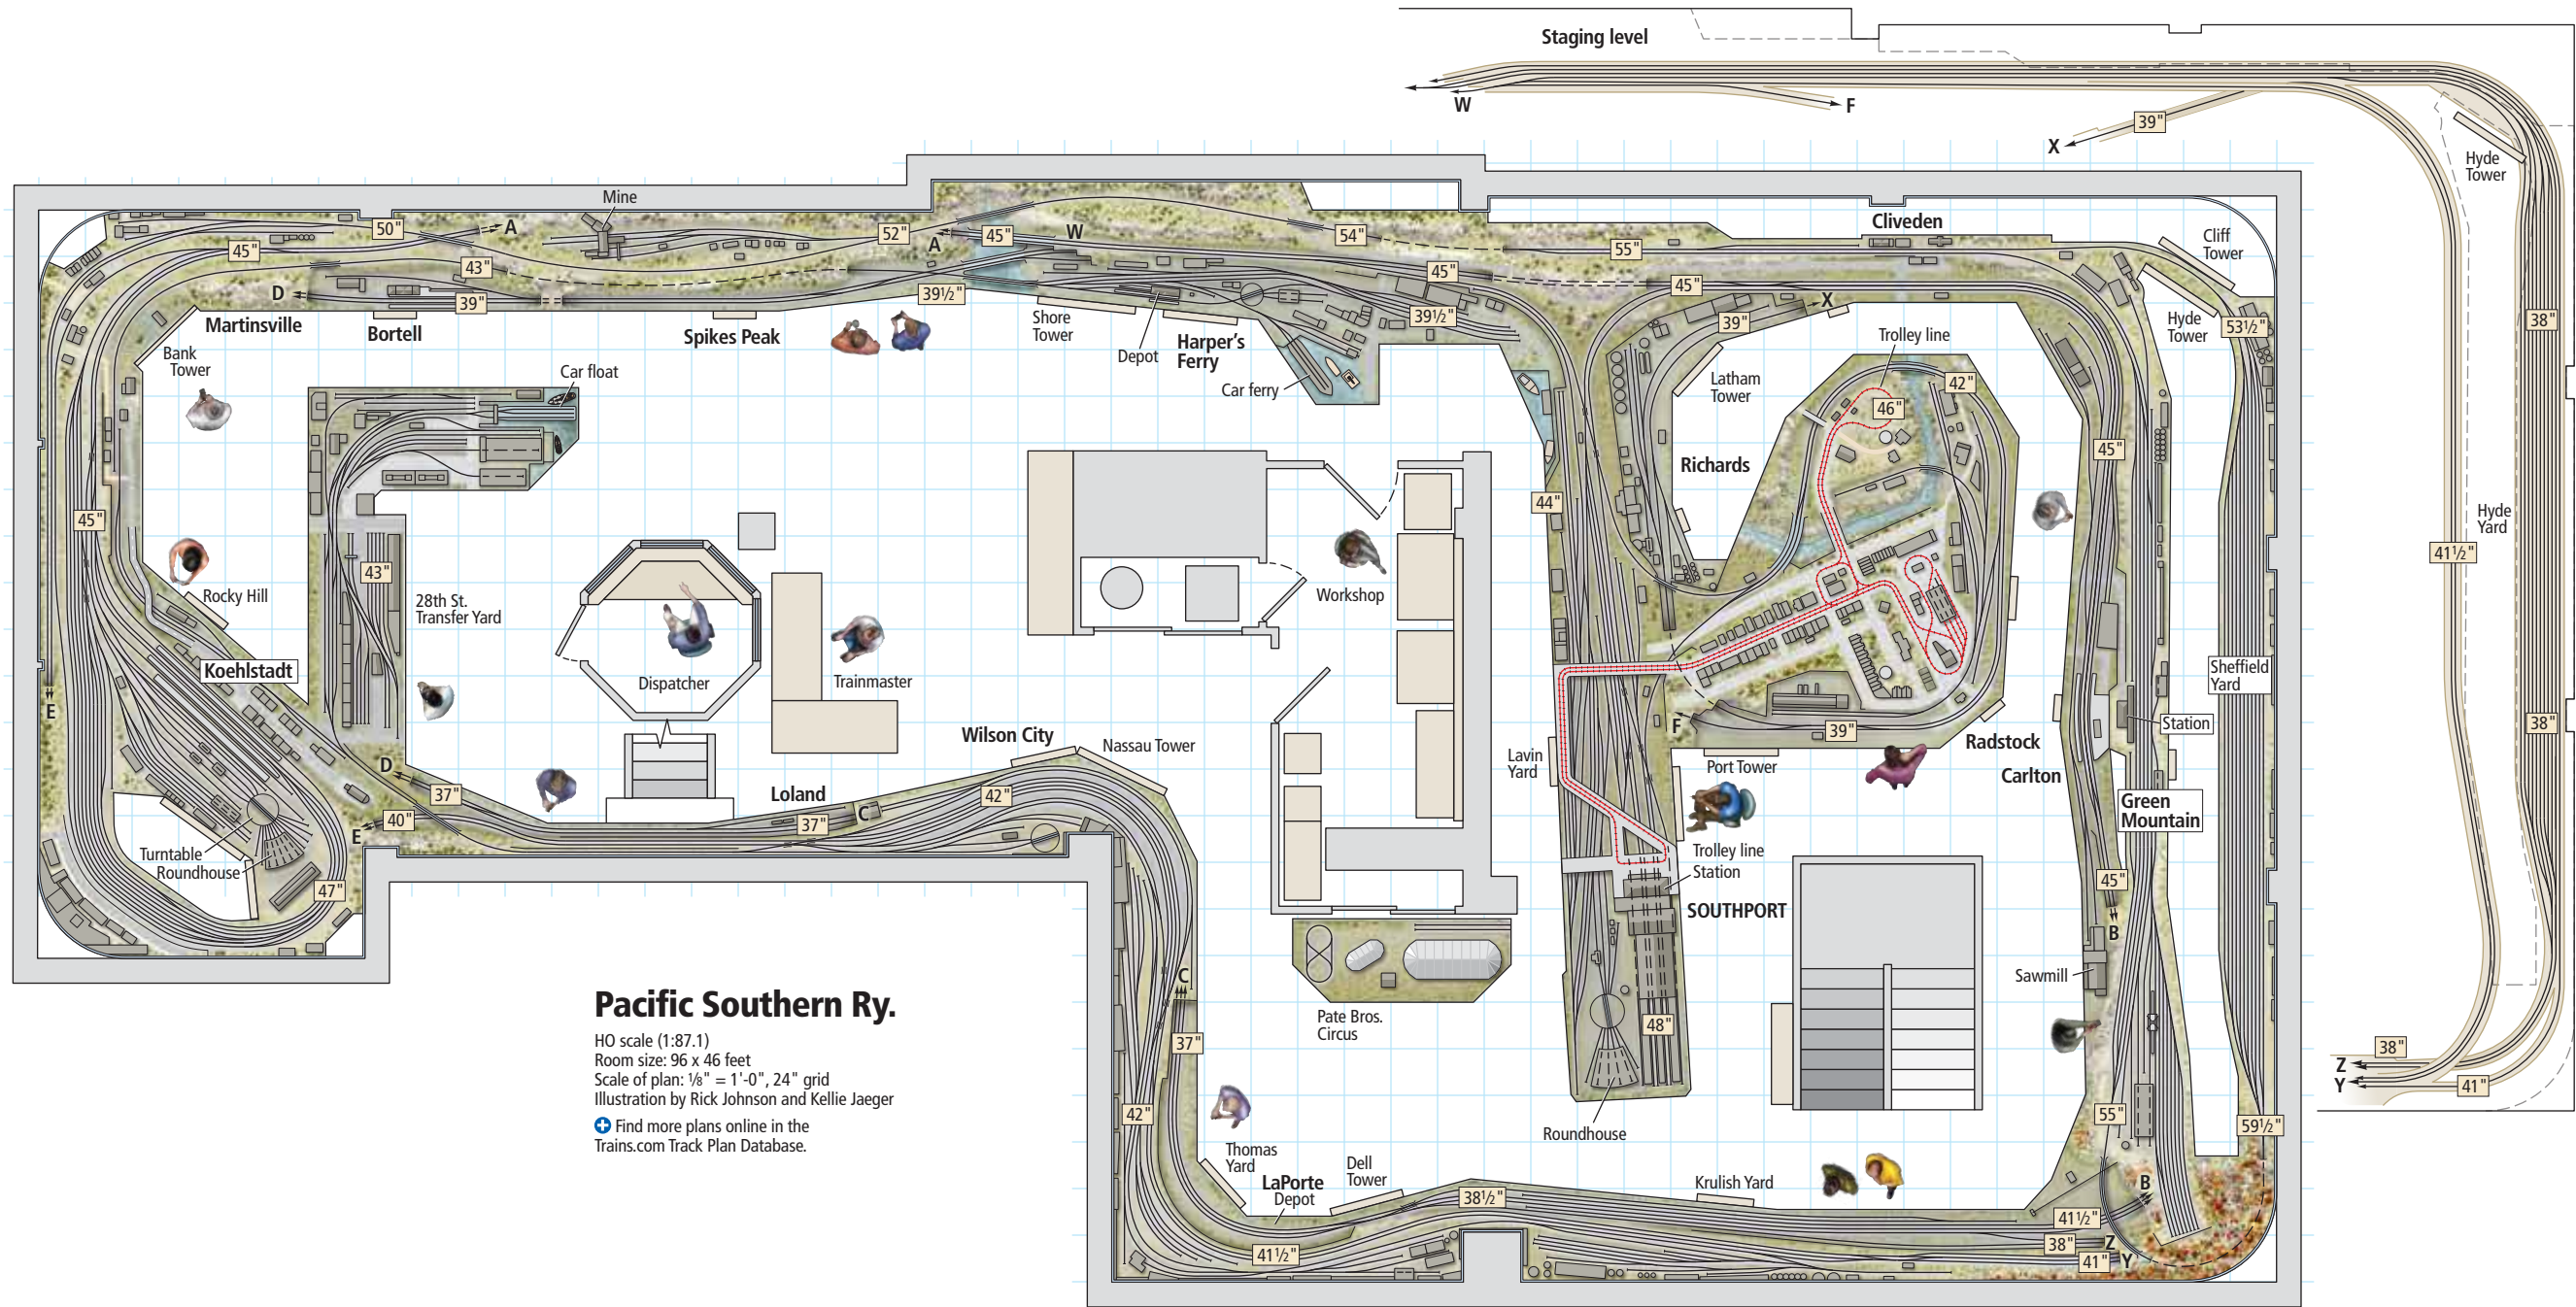 Staging level
W
F
39"
X
Hyde
Tower
Mine
50"
A
45"
43"
D
39"
52"
A
45"
W
54"
55"
Cliveden
Cliff
Tower
39½"
45"
45"
39½"
39"
X
Hyde
Tower
53½"
38"
Martinsville
Bortell
Spikes Peak
Shore
Tower
Depot
Harper's
Ferry
Car ferry
Bank
Tower
Car float
Trolley line
Latham
Tower
42"
46"
Richards
45"
44"
45"
43"
Hyde
Yard
41½"
Rocky Hill
28th St.
Transfer Yard
Workshop
Koehlstadt
Dispatcher
Trainmaster
Sheffield
Yard
E
Station
38"
F
39"
Radstock
Wilson City
Nassau Tower
Lavin
Yard
Port Tower
Carlton
D
37"
Loland
42"
C
37"
40"
E
Green
Mountain
Turntable
Roundhouse
47"
Trolley line
Station
SOUTHPORT
45"
B
Sawmill
C
37"
Pate Bros.
Circus
48"
Pacific Southern Ry.
HO scale (1:87.1)
Room size: 96 x 46 feet
Scale of plan: ⅛" = 1'-0", 24" grid
Illustration by Rick Johnson and Kellie Jaeger
Find more plans online in the
Trains.com Track Plan Database.
38"
Z
Y
41"
42"
55"
59½"
Roundhouse
Thomas
Yard
LaPorte
Depot
Dell
Tower
38½"
Krulish Yard
B
41½"
41½"
38"
Z
41"
Y